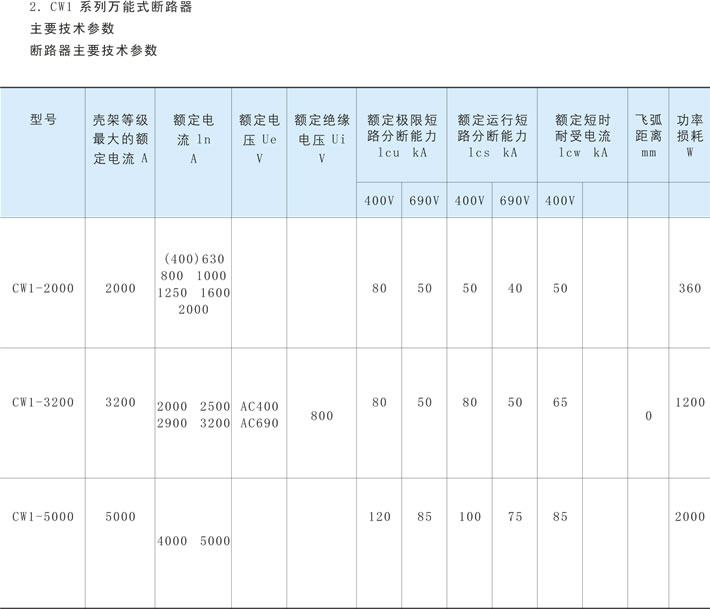 2. CW1 系列万能式断路器
主要技术参数
断路器主要技术参数
型号 壳架等级最大的额定电流 A 额定电流 ln A 额定电压 Ue V 额定绝缘电压 Ui V 额定极限短路分断能力 lcu kA 额定运行短路分断能力 lcs kA 额定短时耐受电流 lcw kA 飞弧距离 mm 功率损耗 W
400V 690V 400V 690V 400V
CW1-2000 2000 (400)630 800 1000 1250 1600 2000 80 50 50 40 50 360
CW1-3200 3200 2000 2500 2900 3200 AC400 AC690 800 80 50 80 50 65 0 1200
CW1-5000 5000 4000 5000 120 85 100 75 85 2000